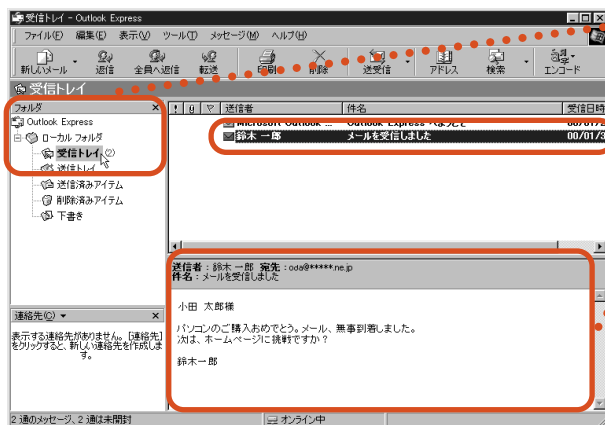 受信トレイ - Outlook Express
ファイル(F) 編集(E) 表示(V) ツール(T) メッセージ(M) ヘルプ(H)
新しいメール 返信 全員へ返信 転送 印刷 削除 送受信 アドレス 検索 エンコード
受信トレイ
フォルダ ×
! 送信者 件名 受信日時
Outlook Express
ローカル フォルダ
受信トレイ (2)
送信トレイ
送信済みアイテム
削除済みアイテム
下書き
Microsoft Outlook ... Outlook Express へようこそ 00/01/2
鈴木 一郎 メールを受信しました 00/01/3
送信者：鈴木 一郎 宛先：oda@*****.ne.jp
件名：メールを受信しました
小田 太郎様
パソコンのご購入おめでとう。メール、無事到着しました。
次は、ホームページに挑戦ですか？
鈴木一郎
連絡先(C) ×
表示する連絡先がありません。[連絡先]
をクリックすると、新しい連絡先を作成しま
す。
2 通のメッセージ、2 通は未開封 オンライン中